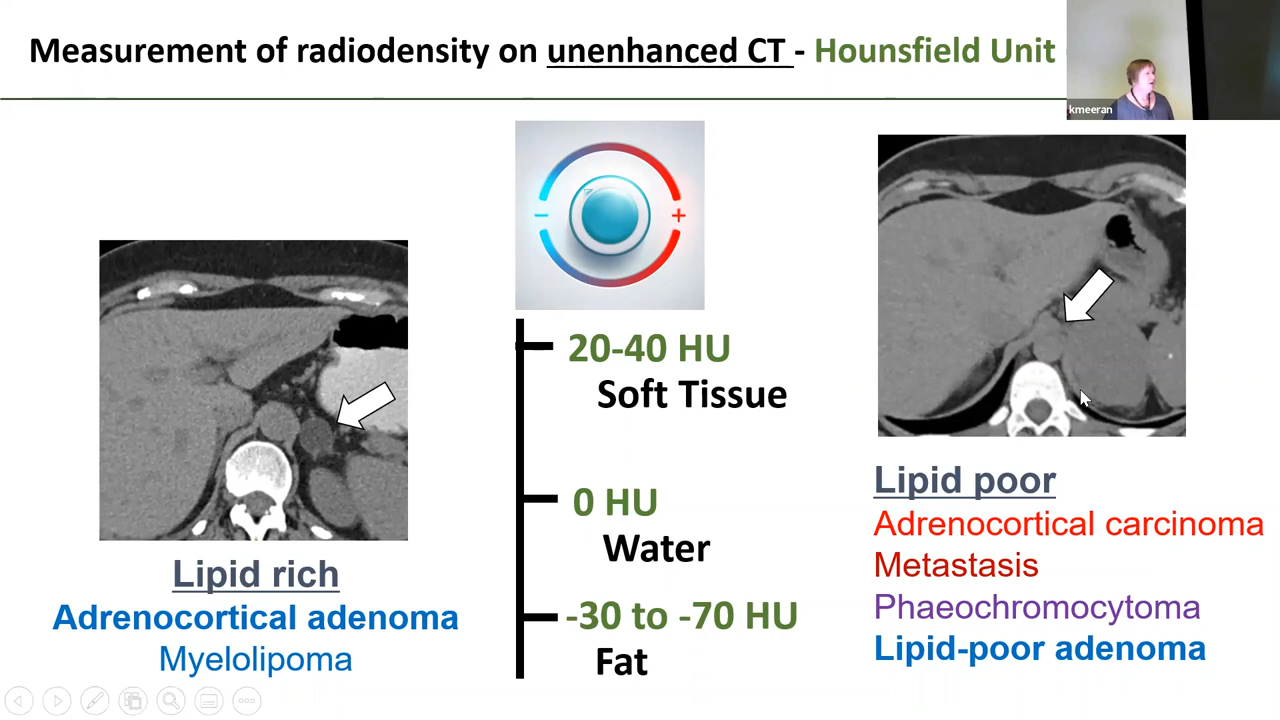 Measurement of radiodensity on unenhanced CT - Hounsfield Unit
kmeeran
20-40 HU
Soft Tissue
0 HU
Water
-30 to -70 HU
Fat
Lipid rich
Adrenocortical adenoma
Myelolipoma
Lipid poor
Adrenocortical carcinoma
Metastasis
Phaeochromocytoma
Lipid-poor adenoma